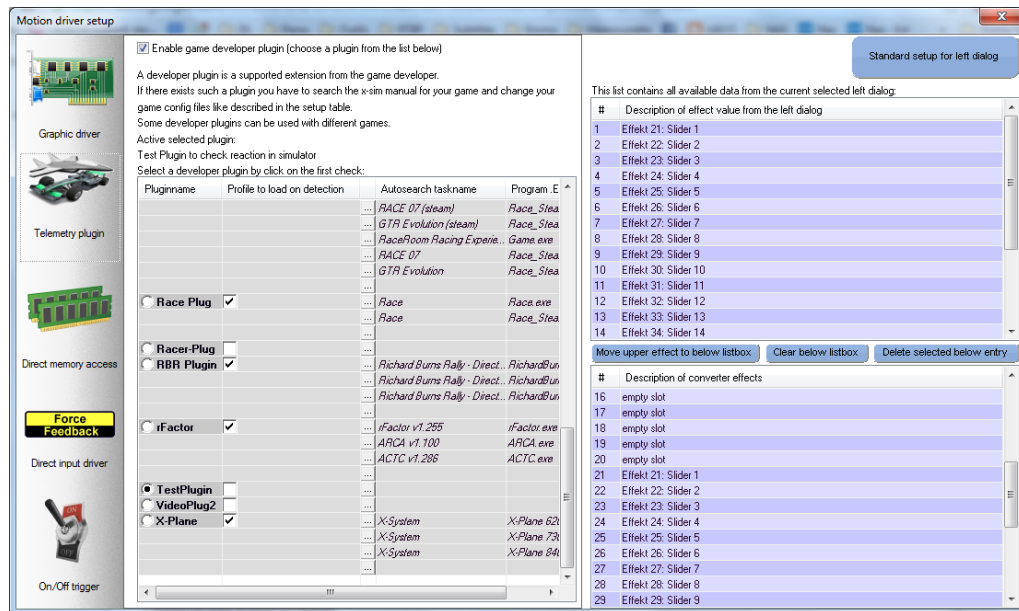 Motion driver setup
Graphic driver
Telemetry plugin
Direct memory access
Force
Feedback
Direct input driver
ON
OFF
On/Off trigger
Enable game developer plugin (choose a plugin from the list below)
A developer plugin is a supported extension from the game developer.
If there exists such a plugin you have to search the x-sim manual for your game and change your
game config files like described in the setup table.
Some developer plugins can be used with different games.
Active selected plugin:
Test Plugin to check reaction in simulator
Select a developer plugin by click on the first check:
Pluginname Profile to load on detection Autosearch taskname Program .E
... RACE 07 (steam) Race_Stea
... GTR Evolution (steam) Race_Stea
... RaceRoom Racing Experie... Game.exe
... RACE 07 Race_Stea
... GTR Evolution Race_Stea
...
Race Plug ... Race Race.exe
... Race Race_Stea
...
Racer-Plug ...
RBR Plugin ... Richard Burns Rally - Direct... RichardBur
... Richard Burns Rally - Direct... RichardBur
... Richard Burns Rally - Direct... RichardBur
...
rFactor ... rFactor v1.255 rFactor.exe
... ARCA v1.100 ARCA.exe
... ACTC v1.286 ACTC.exe
...
TestPlugin ...
VideoPlug2 ...
X-Plane ... X-System X-Plane 620
... X-System X-Plane 730
... X-System X-Plane 840
...
Standard setup for left dialog
This list contains all available data from the current selected left dialog:
# Description of effect value from the left dialog
1 Effekt 21: Slider 1
2 Effekt 22: Slider 2
3 Effekt 23: Slider 3
4 Effekt 24: Slider 4
5 Effekt 25: Slider 5
6 Effekt 26: Slider 6
7 Effekt 27: Slider 7
8 Effekt 28: Slider 8
9 Effekt 29: Slider 9
10 Effekt 30: Slider 10
11 Effekt 31: Slider 11
12 Effekt 32: Slider 12
13 Effekt 33: Slider 13
14 Effekt 34: Slider 14
Move upper effect to below listbox Clear below listbox Delete selected below entry
# Description of converter effects
16 empty slot
17 empty slot
18 empty slot
19 empty slot
20 empty slot
21 Effekt 21: Slider 1
22 Effekt 22: Slider 2
23 Effekt 23: Slider 3
24 Effekt 24: Slider 4
25 Effekt 25: Slider 5
26 Effekt 26: Slider 6
27 Effekt 27: Slider 7
28 Effekt 28: Slider 8
29 Effekt 29: Slider 9